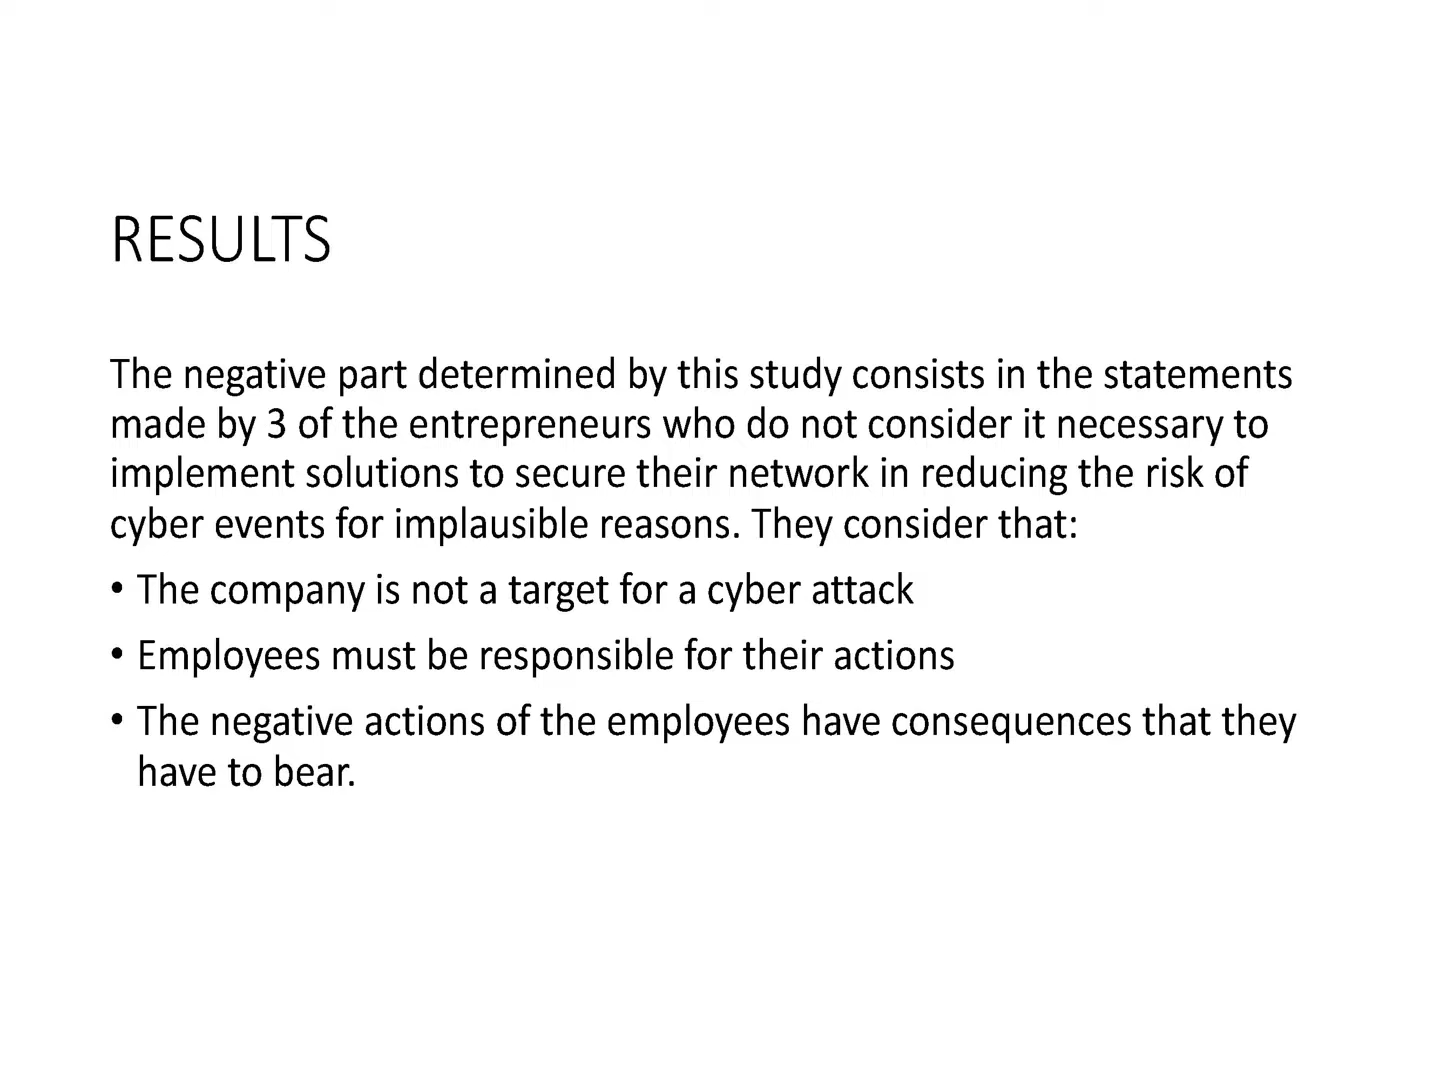 RESULTS
The negative part determined by this study consists in the statements
made by 3 of the entrepreneurs who do not consider it necessary to
implement solutions to secure their network in reducing the risk of
cyber events for implausible reasons. They consider that:
• The company is not a target for a cyber attack
• Employees must be responsible for their actions
• The negative actions of the employees have consequences that they
have to bear.